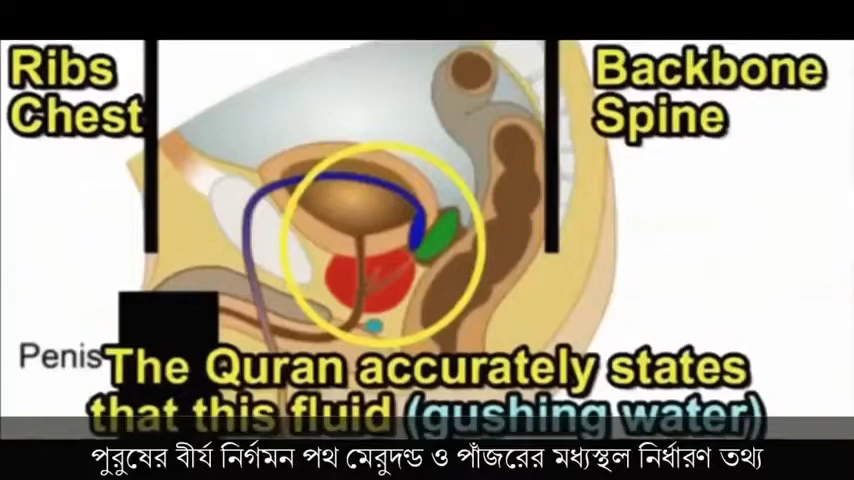 Ribs
Chest
Backbone
Spine
Penis
The Quran accurately states
that this fluid (gushing water)
পুরুষের বীর্য নির্গমন পথ মেরুদন্ড ও পাঁজরের মধ্যস্থল নির্ধারণ তথ্য